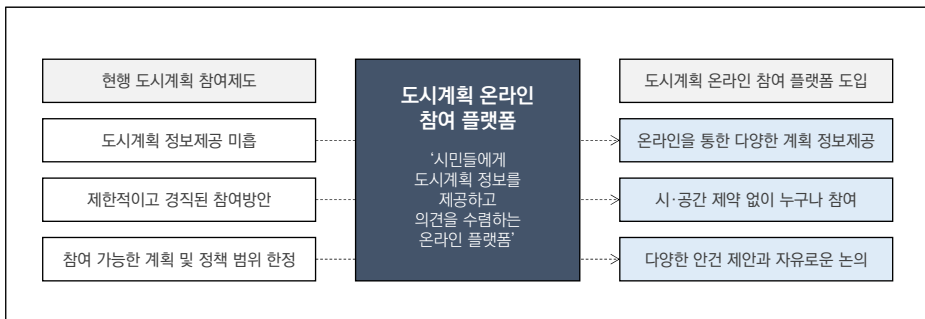 현행 도시계획 참여제도
도시계획 정보제공 미흡
제한적이고 경직된 참여방안
참여 가능한 계획 및 정책 범위 한정
도시계획 온라인
참여 플랫폼
‘시민들에게
도시계획 정보를
제공하고
의견을 수렴하는
온라인 플랫폼’
도시계획 온라인 참여 플랫폼 도입
온라인을 통한 다양한 계획 정보제공
시·공간 제약 없이 누구나 참여
다양한 안건 제안과 자유로운 논의